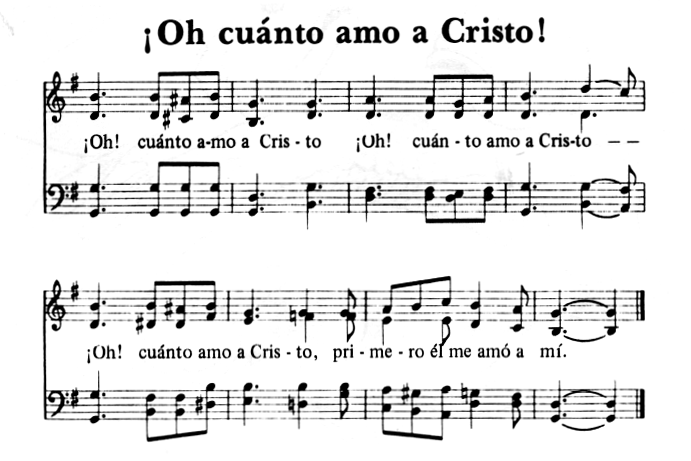 ¡Oh cuánto amo a Cristo!
¡Oh! cuánto a-mo a Cris - to ¡Oh! cuán - to amo a Cris-to — —
¡Oh! cuánto amo a Cris - to, pri - me - ro él me amó a mí.